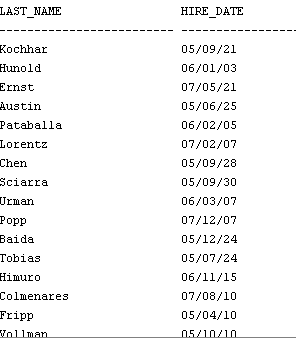 LAST_NAME HIRE_DATE
------------------------- --------------
Kochhar 05/09/21
Hunold 06/01/03
Ernst 07/05/21
Austin 05/06/25
Pataballa 06/02/05
Lorentz 07/02/07
Chen 05/09/28
Sciarra 05/09/30
Urman 06/03/07
Popp 07/12/07
Baida 05/12/24
Tobias 05/07/24
Himuro 06/11/15
Colmenares 07/08/10
Fripp 05/04/10
Vollman 05/10/10